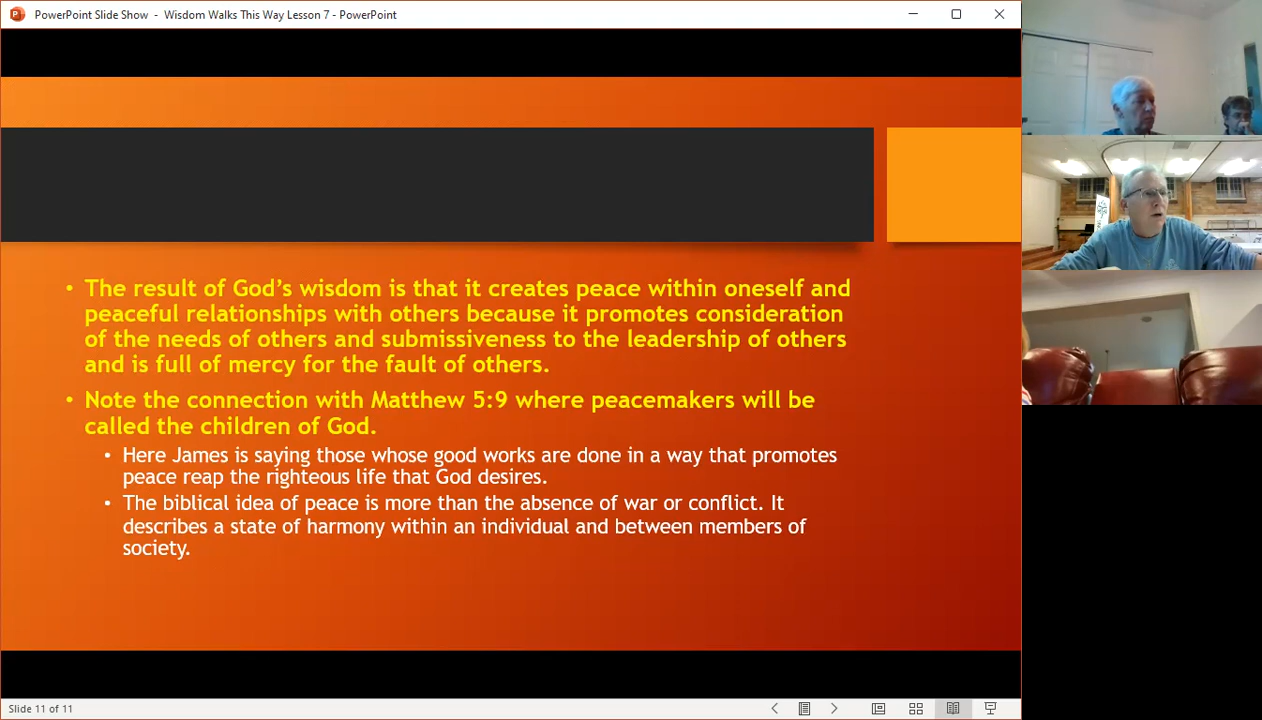 PowerPoint Slide Show - Wisdom Walks This Way Lesson 7 - PowerPoint
• The result of God’s wisdom is that it creates peace within oneself and
peaceful relationships with others because it promotes consideration
of the needs of others and submissiveness to the leadership of others
and is full of mercy for the fault of others.
• Note the connection with Matthew 5:9 where peacemakers will be
called the children of God.
• Here James is saying those whose good works are done in a way that promotes
peace reap the righteous life that God desires.
• The biblical idea of peace is more than the absence of war or conflict. It
describes a state of harmony within an individual and between members of
society.
Slide 11 of 11